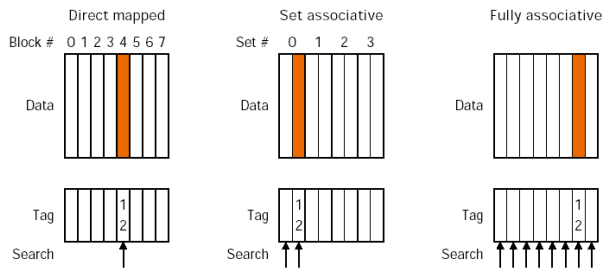 Direct mapped
Set associative
Fully associative
Block # 0 1 2 3 4 5 6 7
Set # 0 1 2 3
Data
Data
Data
Tag
1
2
Tag
1
2
Tag
1
2
Search
Search
Search